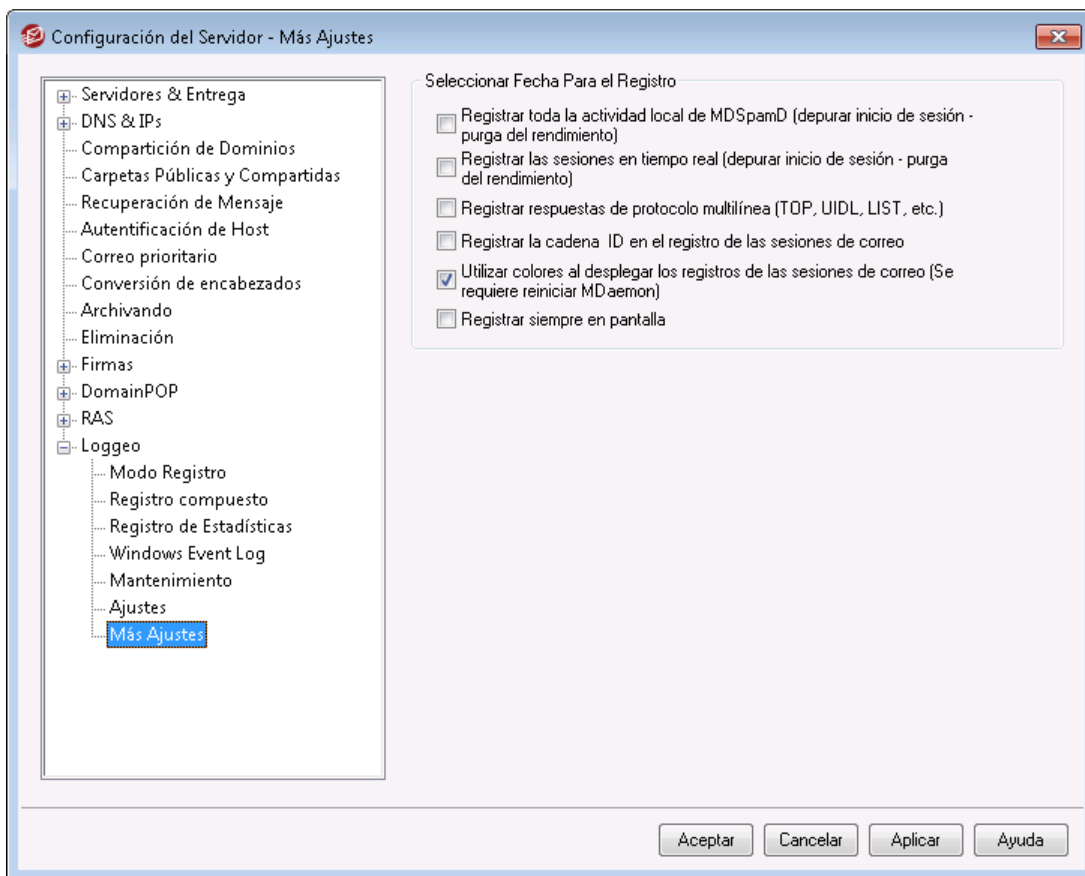 Configuración del Servidor - Más Ajustes
Servidores & Entrega
DNS & IPs
Compartición de Dominios
Carpetas Públicas y Compartidas
Recuperación de Mensaje
Autentificación de Host
Correo prioritario
Conversión de encabezados
Archivando
Eliminación
Firmas
DomainPOP
RAS
Loggeo
Modo Registro
Registro compuesto
Registro de Estadísticas
Windows Event Log
Mantenimiento
Ajustes
Más Ajustes
Seleccionar Fecha Para el Registro
Registrar toda la actividad local de MDSpamD (depurar inicio de sesión -
purga del rendimiento)
Registrar las sesiones en tiempo real (depurar inicio de sesión - purga
del rendimiento)
Registrar respuestas de protocolo multilínea (TOP, UIDL, LIST, etc.)
Registrar la cadena ID en el registro de las sesiones de correo
Utilizar colores al desplegar los registros de las sesiones de correo (Se
requiere reiniciar MDaemon)
Registrar siempre en pantalla
Aceptar
Cancelar
Aplicar
Ayuda